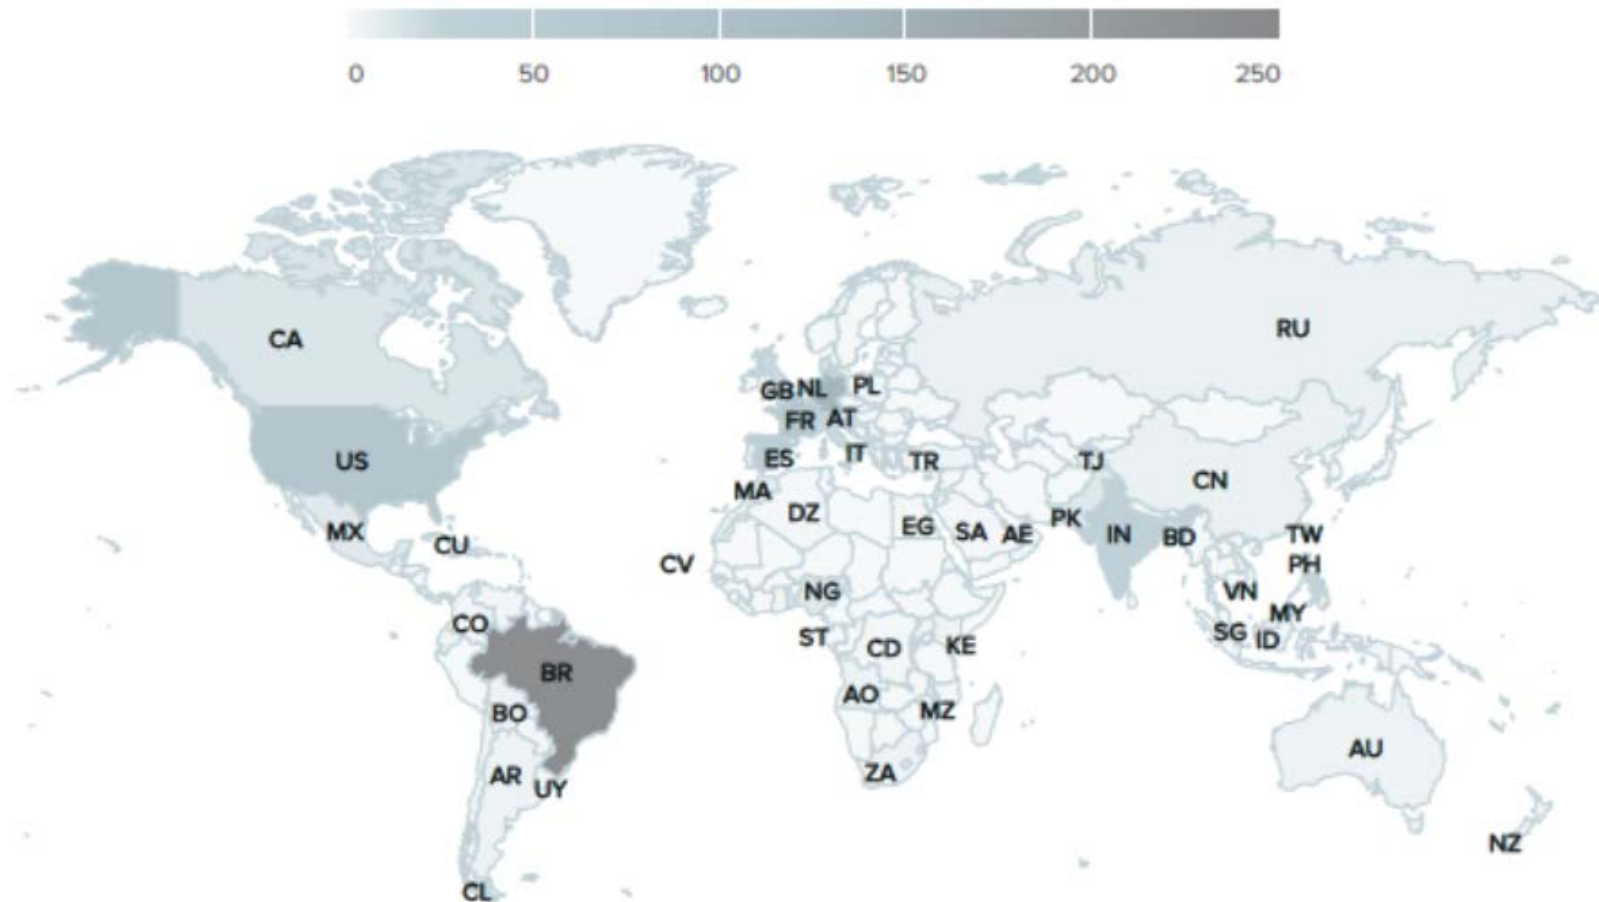 0 50 100 150 200 250
CA
RU
GB NL PL
FR AT
US ES IT TR TJ
CN
MA
DZ
MX CU EG SA AE PK IN BD TW
CV PH
NG VN
MY
CO ST CD KE SG ID
BR
AO
BO MZ
AU
AR UY ZA
NZ
CL